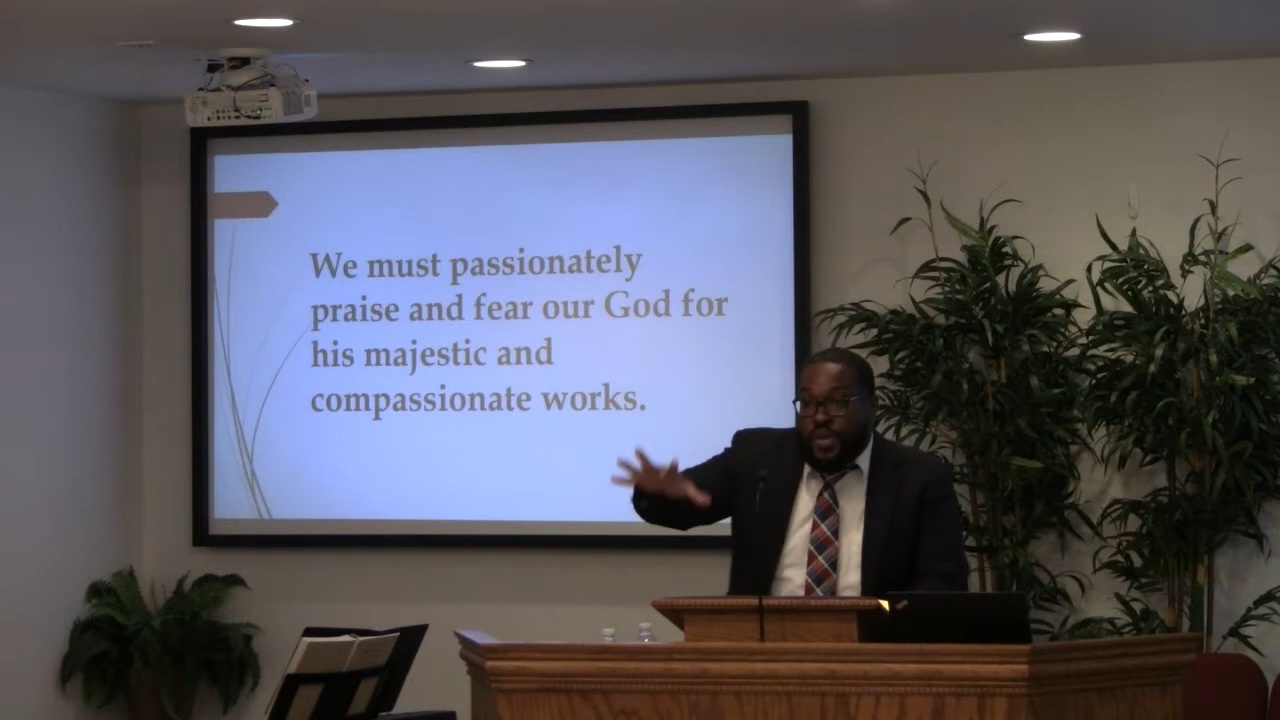 We must passionately
praise and fear our God for
his majestic and
compassionate works.